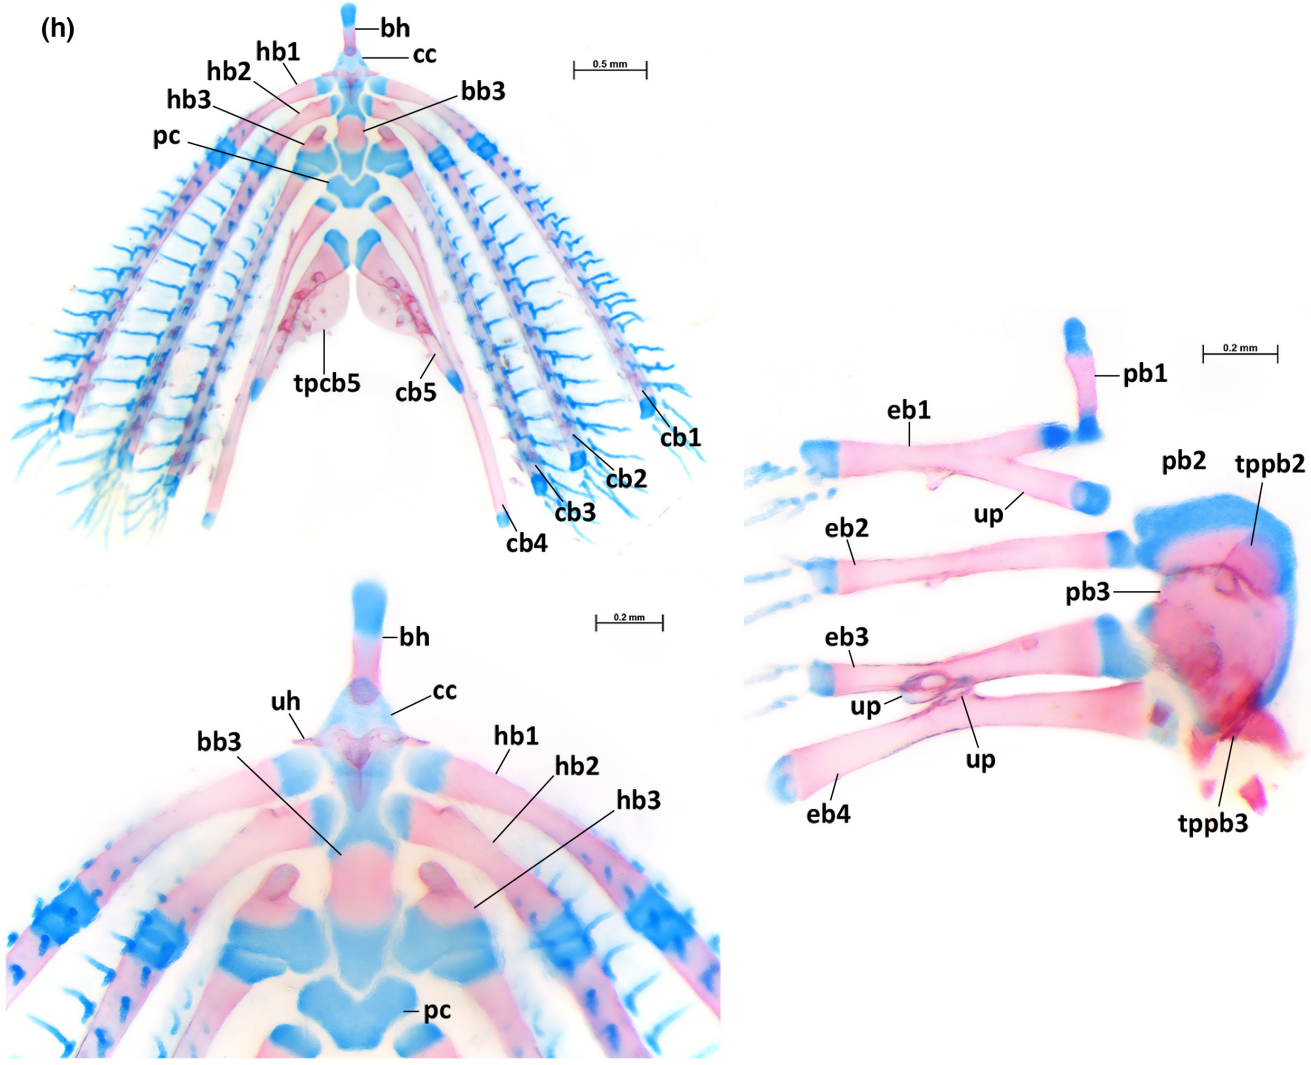 (h)
bh
cc
hb1
hb2
hb3
pc
bb3
0.5 mm
tpcb5
cb5
cb1
cb2
cb3
cb4
0.2 mm
pb1
eb1
up
pb2
tppb2
eb2
pb3
eb3
up
up
eb4
tppb3
0.2 mm
bh
cc
uh
bb3
hb1
hb2
hb3
pc